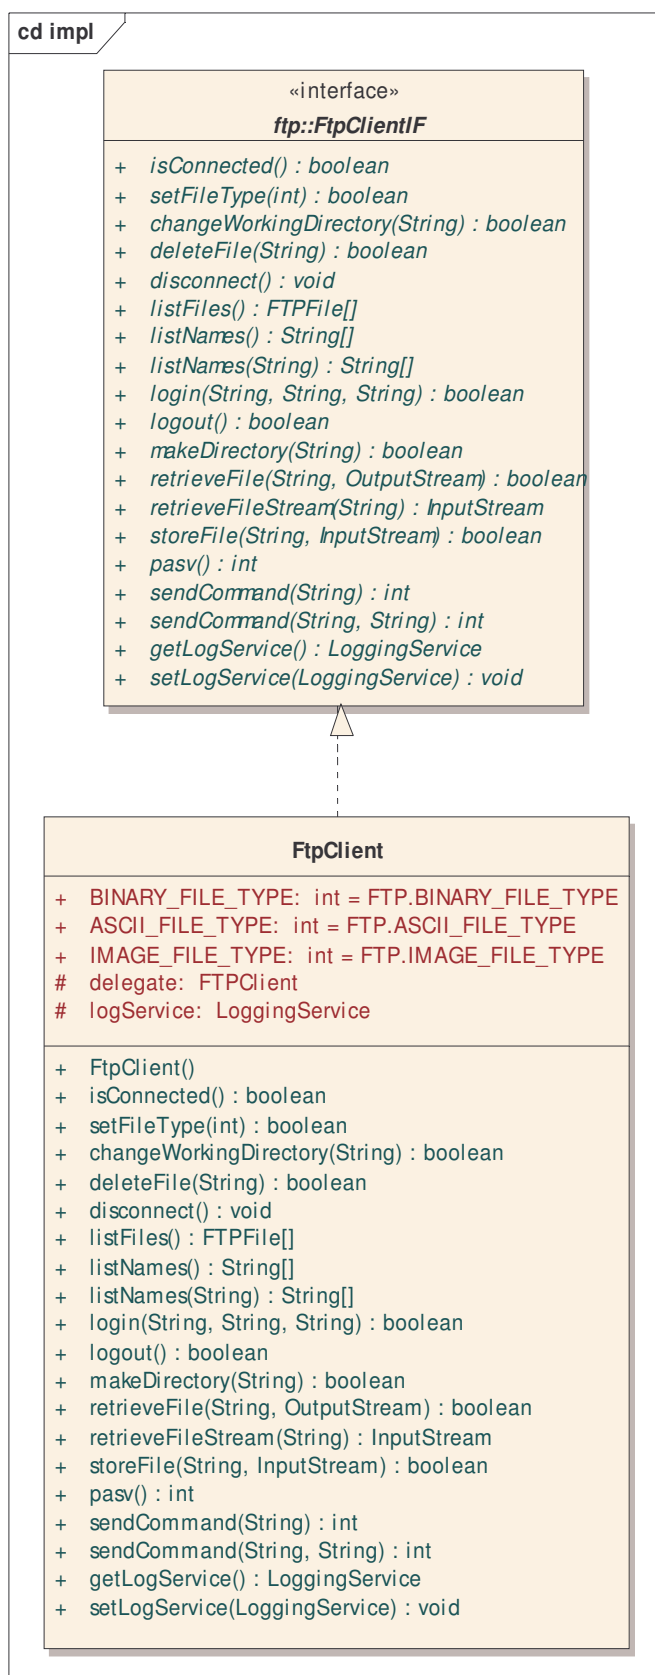 cd impl
«interface»
ftp::FtpClientIF
+ isConnected() : boolean
+ setFileType(int) : boolean
+ changeWorkingDirectory(String) : boolean
+ deleteFile(String) : boolean
+ disconnect() : void
+ listFiles() : FTPFile[]
+ listNames() : String[]
+ listNames(String) : String[]
+ login(String, String, String) : boolean
+ logout() : boolean
+ makeDirectory(String) : boolean
+ retrieveFile(String, OutputStream) : boolean
+ retrieveFileStream(String) : InputStream
+ storeFile(String, InputStream) : boolean
+ pasv() : int
+ sendCommand(String) : int
+ sendCommand(String, String) : int
+ getLogService() : LoggingService
+ setLogService(LoggingService) : void
FtpClient
+ BINARY_FILE_TYPE: int = FTP.BINARY_FILE_TYPE
+ ASCII_FILE_TYPE: int = FTP.ASCII_FILE_TYPE
+ IMAGE_FILE_TYPE: int = FTP.IMAGE_FILE_TYPE
# delegate: FTPClient
# logService: LoggingService
+ FtpClient()
+ isConnected() : boolean
+ setFileType(int) : boolean
+ changeWorkingDirectory(String) : boolean
+ deleteFile(String) : boolean
+ disconnect() : void
+ listFiles() : FTPFile[]
+ listNames() : String[]
+ listNames(String) : String[]
+ login(String, String, String) : boolean
+ logout() : boolean
+ makeDirectory(String) : boolean
+ retrieveFile(String, OutputStream) : boolean
+ retrieveFileStream(String) : InputStream
+ storeFile(String, InputStream) : boolean
+ pasv() : int
+ sendCommand(String) : int
+ sendCommand(String, String) : int
+ getLogService() : LoggingService
+ setLogService(LoggingService) : void